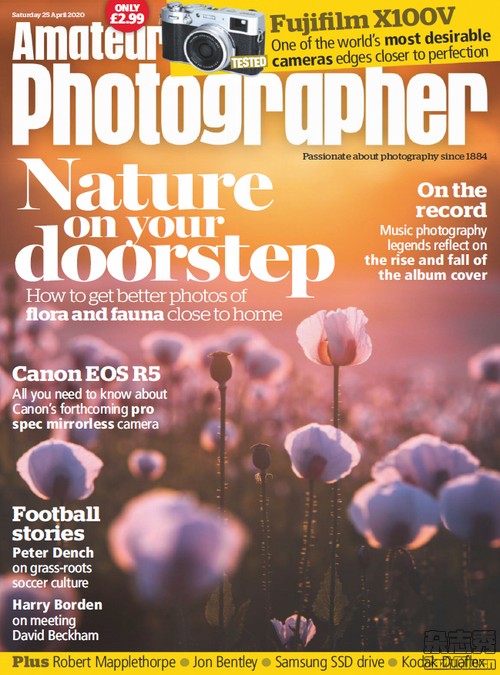 Saturday 25 April 2020
ONLY
£2.99
Amateur
Photographer
TESTED
Fujifilm X100V
One of the world's most desirable
cameras edges closer to perfection
Passionate about photography since 1884
Nature
on your
doorstep
How to get better photos of
flora and fauna close to home
On the
record
Music photography
legends reflect on
the rise and fall of
the album cover
Canon EOS R5
All you need to know about
Canon's forthcoming pro
spec mirrorless camera
Football
stories
Peter Dench
on grass-roots
soccer culture
Harry Borden
on meeting
David Beckham
Plus Robert Mapplethorpe ● Jon Bentley ● Samsung SSD drive ● Kodak Duaflex
杂志秀